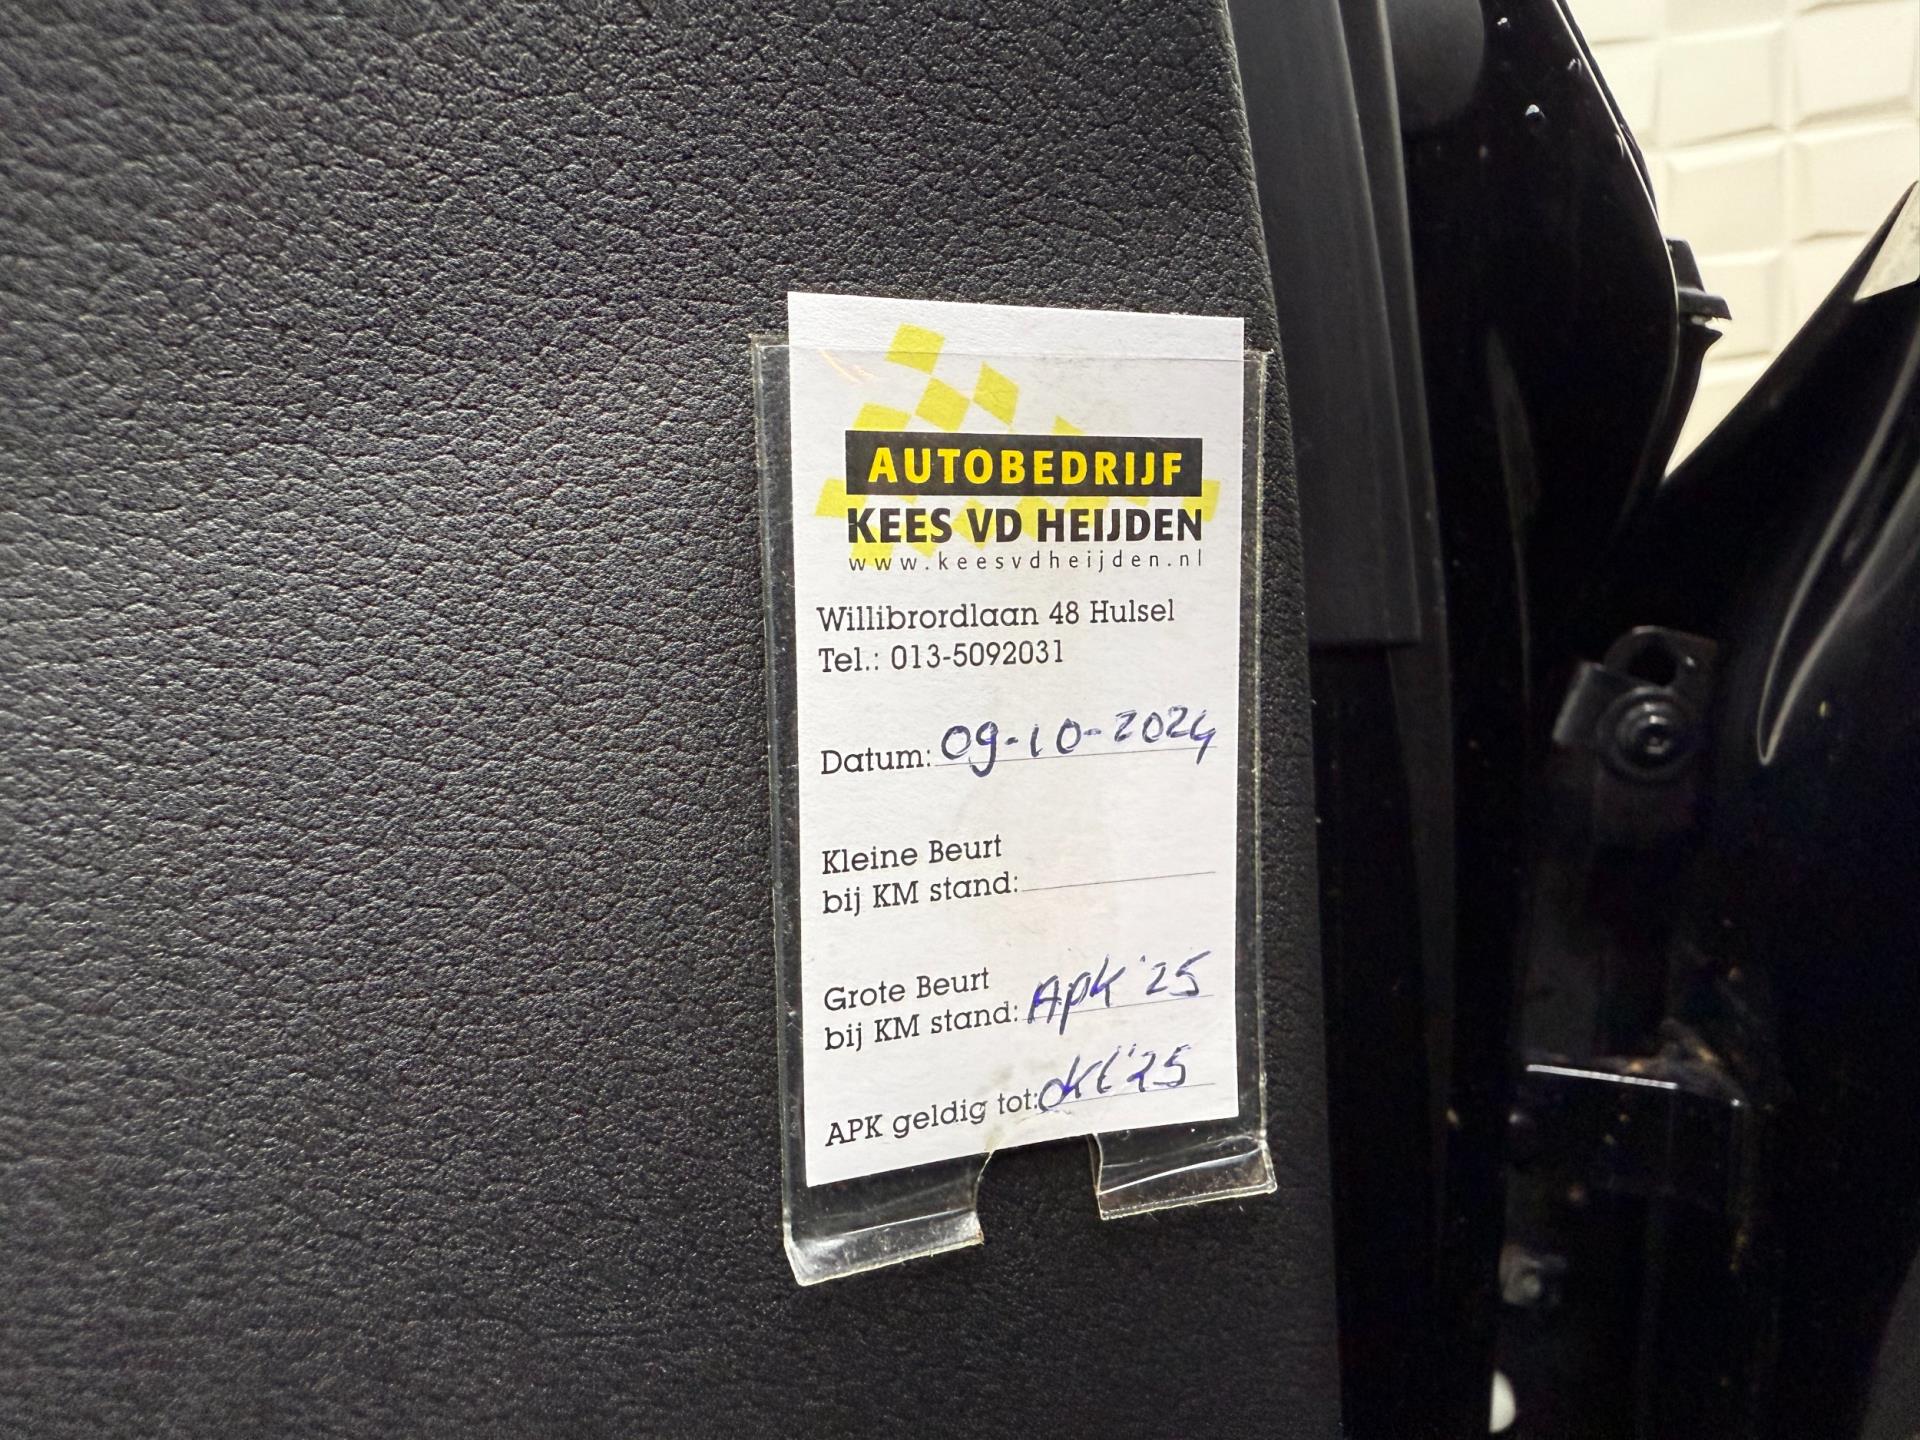 AUTOBEDRIJF
KEES VD HEIJDEN
www.keesvdheijden.nl
Willibrordlaan 48 Hulsel
Tel.: 013-5092031
Datum: 09-10-2024
Kleine Beurt
bij KM stand:
Grote Beurt
bij KM stand: Apk '25
APK geldig tot: okt '25